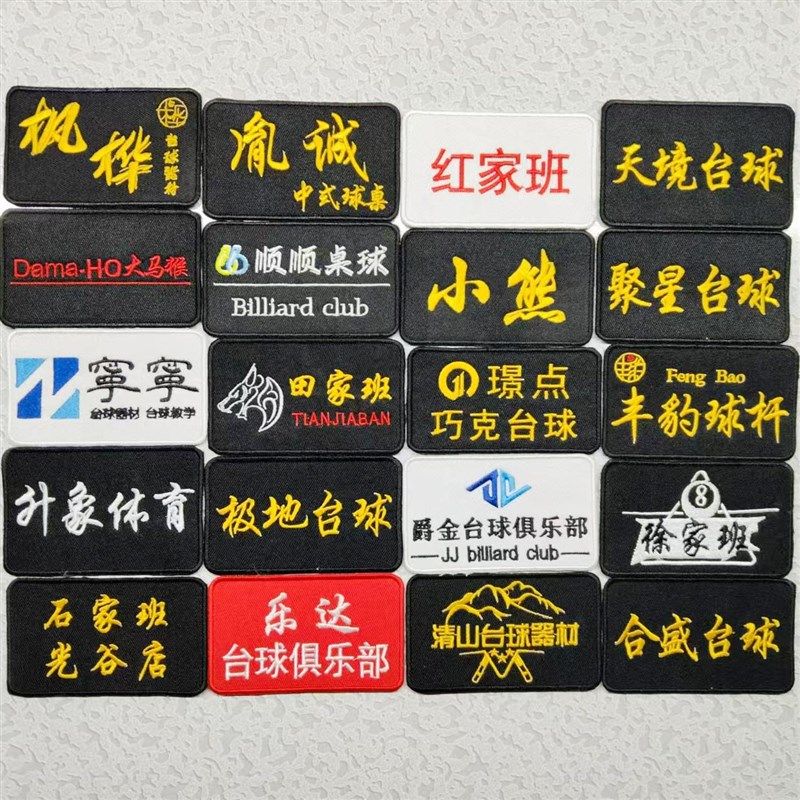 枫桦
台球器材
胤诚
中式球桌
红家班
天境台球
Dama-HO大马猴
顺顺桌球
Billiard club
小熊
聚星台球
寧寧
台球器材 台球教学
田家班
TIANJIABAN
璟点
巧克台球
Feng Bao
丰豹球杆
升象体育
极地台球
爵金台球俱乐部
JJ billiard club
8
徐家班
石家班
光谷店
乐达
台球俱乐部
清山台球器材
合盛台球